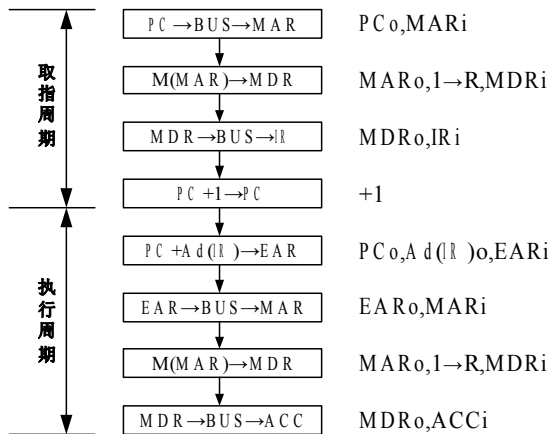 取指周期
PC→BUS→MAR PCo,MARi
M(MAR)→MDR MARo,1→R,MDRi
MDR→BUS→IR MDRo,IRi
PC+1→PC +1
执行周期
PC+Ad(IR)→EAR PCo,Ad(IR)o,EARi
EAR→BUS→MAR EARo,MARi
M(MAR)→MDR MARo,1→R,MDRi
MDR→BUS→ACC MDRo,ACCi